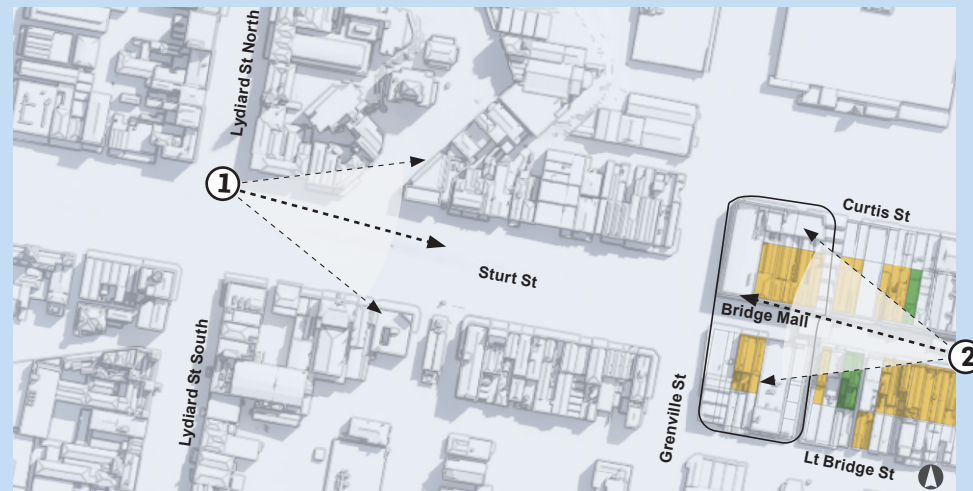 Lydiard St North
1
Curtis St
Sturt St
Bridge Mall
2
Lydiard St South
Grenville St
Lt Bridge St